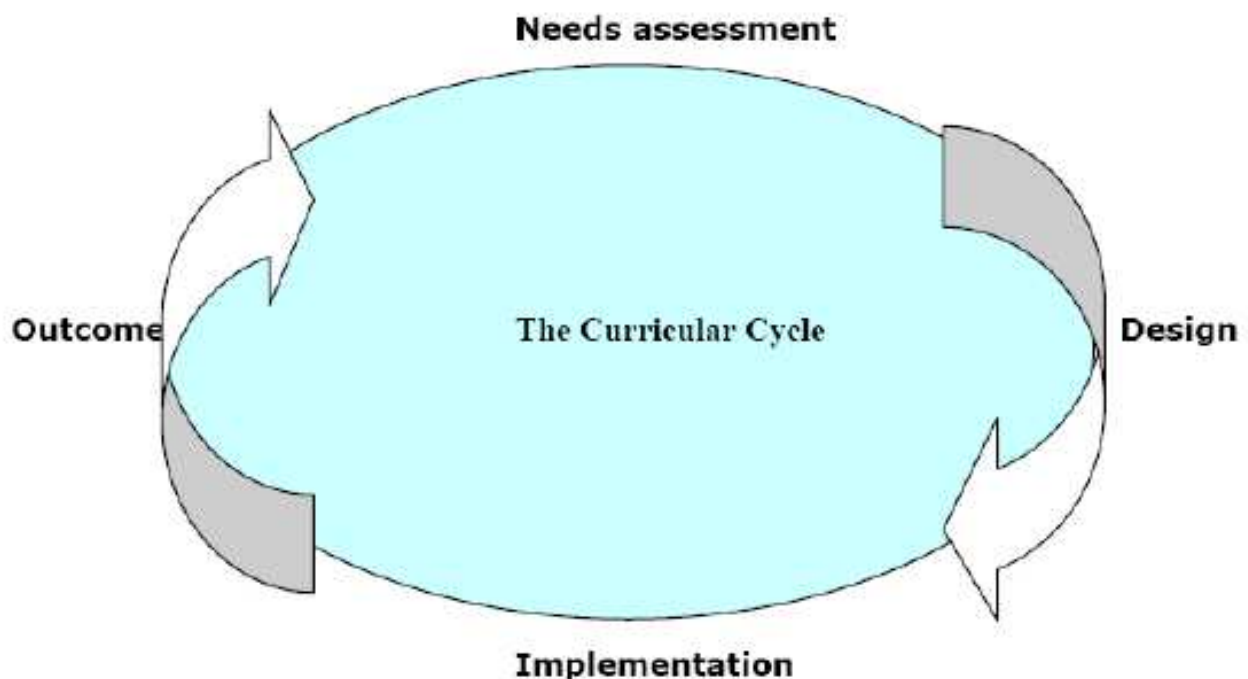 Needs assessment
Outcome
The Curricular Cycle
Design
Implementation